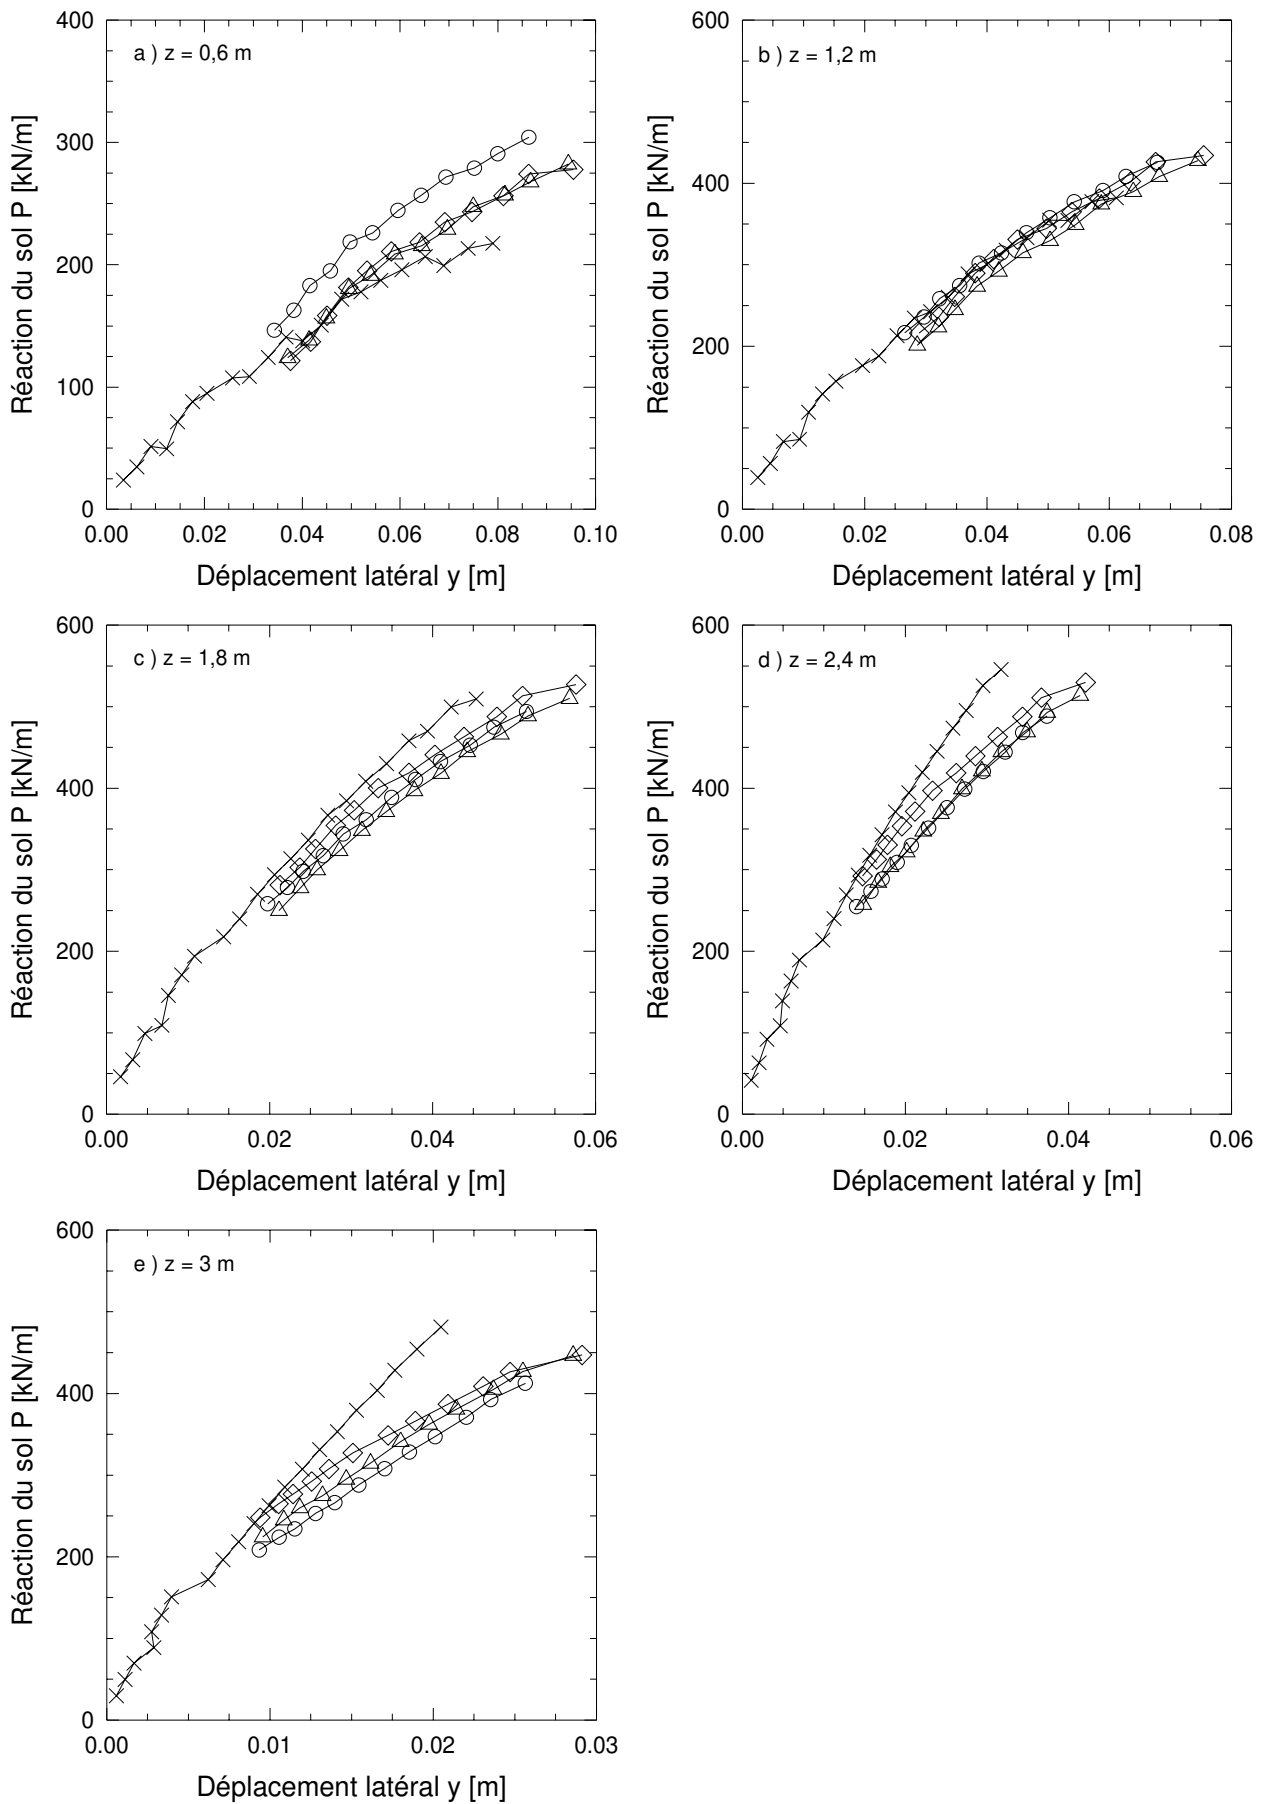 a ) z = 0,6 m
400
300
200
100
0
Réaction du sol P [kN/m]
0.00 0.02 0.04 0.06 0.08 0.10
Déplacement latéral y [m]
b ) z = 1,2 m
600
400
200
0
Réaction du sol P [kN/m]
0.00 0.02 0.04 0.06 0.08
Déplacement latéral y [m]
c ) z = 1,8 m
600
400
200
0
Réaction du sol P [kN/m]
0.00 0.02 0.04 0.06
Déplacement latéral y [m]
d ) z = 2,4 m
600
400
200
0
Réaction du sol P [kN/m]
0.00 0.02 0.04 0.06
Déplacement latéral y [m]
e ) z = 3 m
600
400
200
0
Réaction du sol P [kN/m]
0.00 0.01 0.02 0.03
Déplacement latéral y [m]